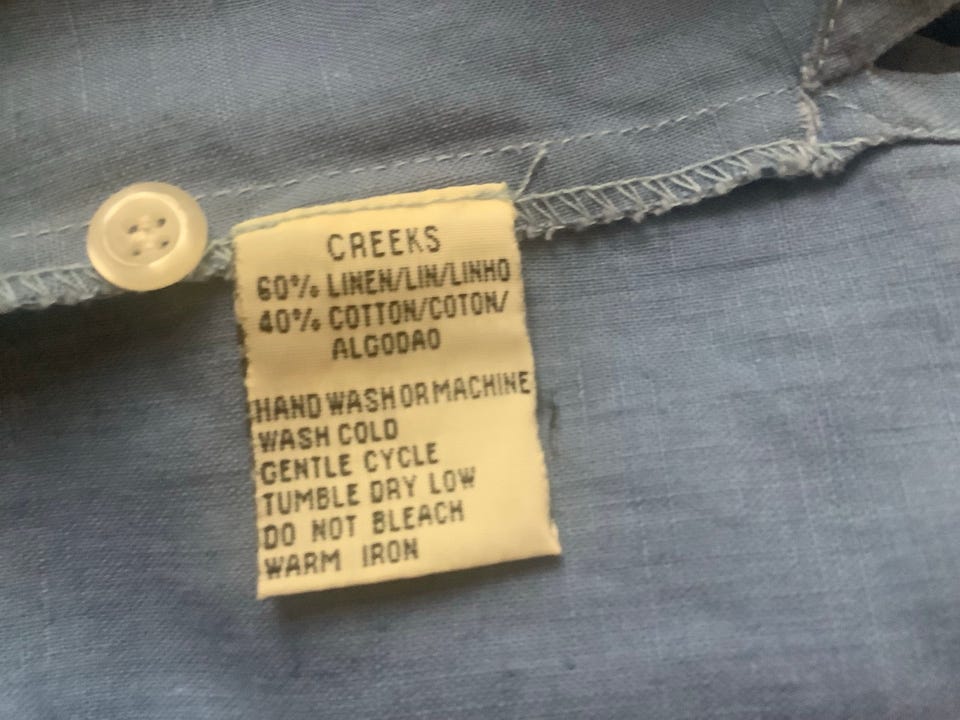 CREEKS
60% LINEN/LIN/LINHO
40% COTTON/COTON/
ALGODAO
HAND WASH OR MACHINE
WASH COLD
GENTLE CYCLE
TUMBLE DRY LOW
DO NOT BLEACH
WARM IRON